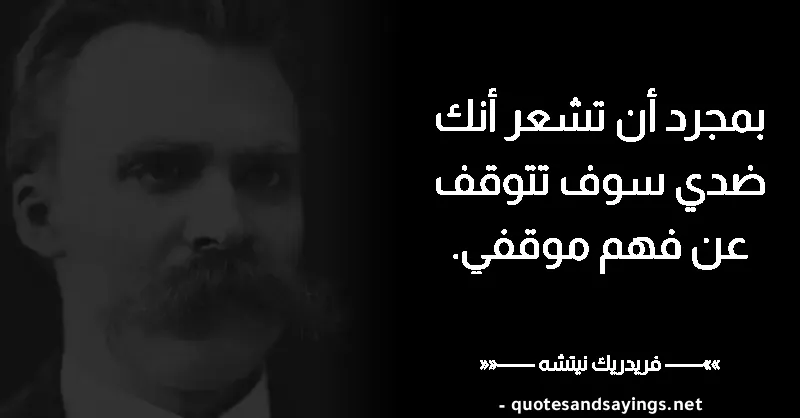 بمجرد أن تشعر أنك
ضدي سوف تتوقف
عن فهم موقفي.
»»—— فريدريك نيتشه ——««
- quotesandsayings.net